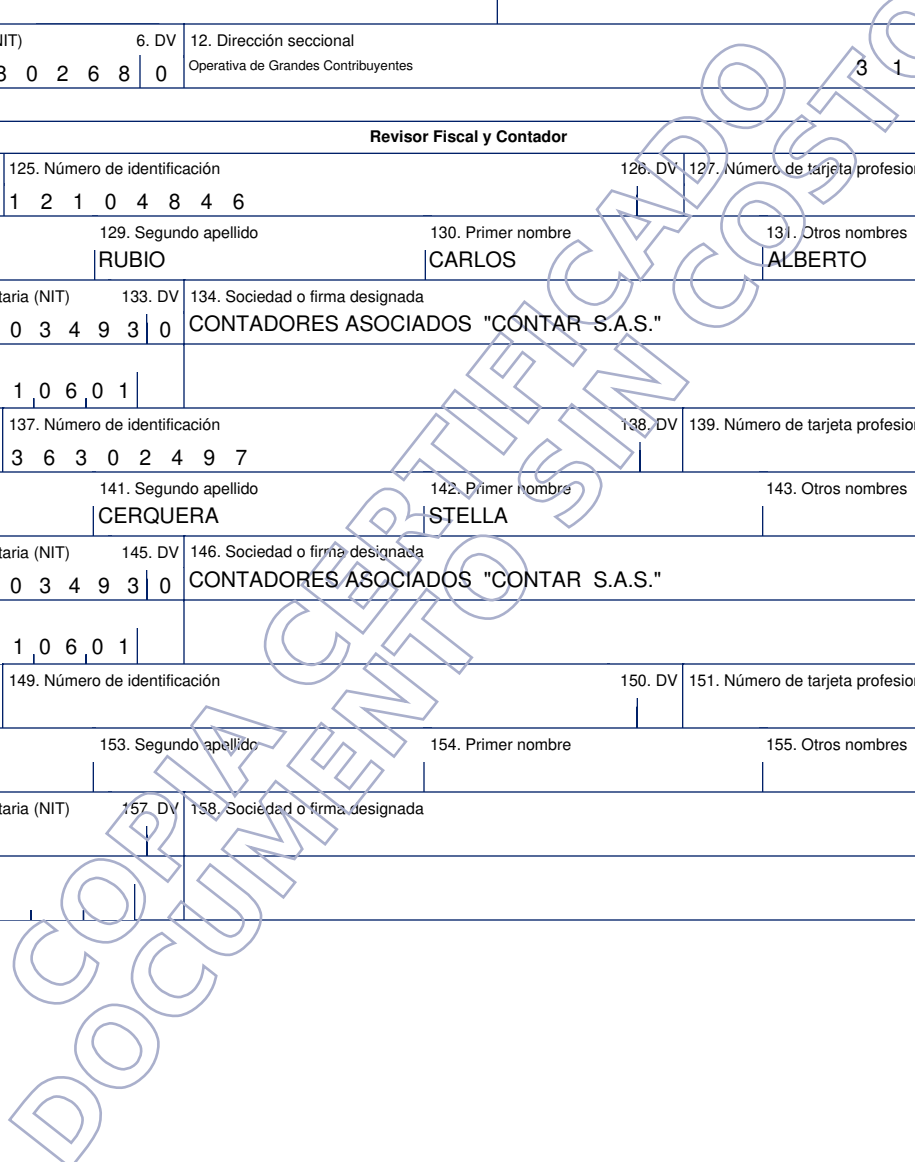 IT) 6. DV 12. Dirección seccional
0 2 6 8 0 Operativa de Grandes Contribuyentes 3 1
Revisor Fiscal y Contador
125. Número de identificación 126. DV 127. Número de tarjeta profesion
1 2 1 0 4 8 4 6
129. Segundo apellido 130. Primer nombre 131. Otros nombres
RUBIO CARLOS ALBERTO
taria (NIT) 133. DV 134. Sociedad o firma designada
0 3 4 9 3 0 CONTADORES ASOCIADOS "CONTAR S.A.S."
1 0 6 0 1
137. Número de identificación 138. DV 139. Número de tarjeta profesion
3 6 3 0 2 4 9 7
141. Segundo apellido 142. Primer nombre 143. Otros nombres
CERQUERA STELLA
taria (NIT) 145. DV 146. Sociedad o firma designada
0 3 4 9 3 0 CONTADORES ASOCIADOS "CONTAR S.A.S."
1 0 6 0 1
149. Número de identificación 150. DV 151. Número de tarjeta profesion
153. Segundo apellido 154. Primer nombre 155. Otros nombres
taria (NIT) 157. DV 158. Sociedad o firma designada
COPIA CERTIFICADO
DOCUMENTO SIN COSTO